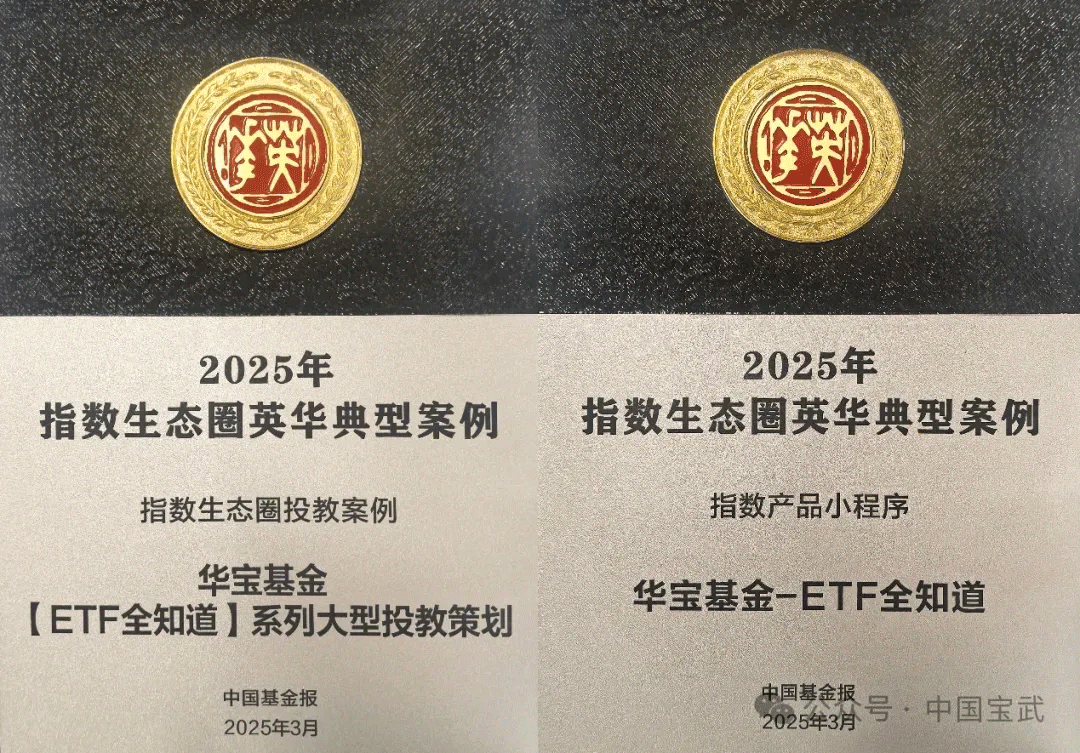 英华
2025年
指数生态圈英华典型案例
指数生态圈投教案例
华宝基金
【ETF全知道】系列大型投教策划
中国基金报
2025年3月
英华
2025年
指数生态圈英华典型案例
指数产品小程序
华宝基金-ETF全知道
中国基金报
2025年3月
公众号·中国宝武